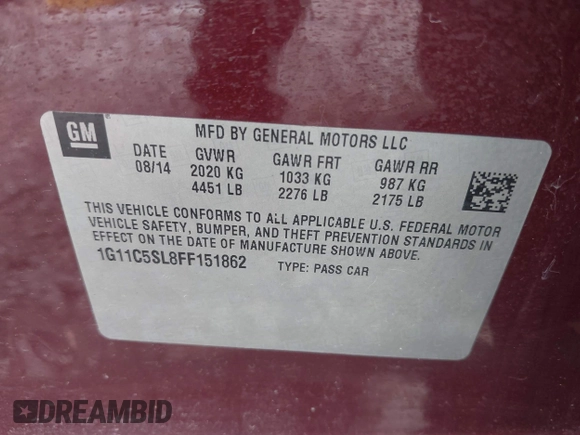 GM
MFD BY GENERAL MOTORS LLC
DATE GVWR GAWR FRT GAWR RR
08/14 2020 KG 1033 KG 987 KG
4451 LB 2276 LB 2175 LB
THIS VEHICLE CONFORMS TO ALL APPLICABLE U.S. FEDERAL MOTOR
VEHICLE SAFETY, BUMPER, AND THEFT PREVENTION STANDARDS IN
EFFECT ON THE DATE OF MANUFACTURE SHOWN ABOVE.
1G11C5SL8FF151862 TYPE: PASS CAR
DREAMBID